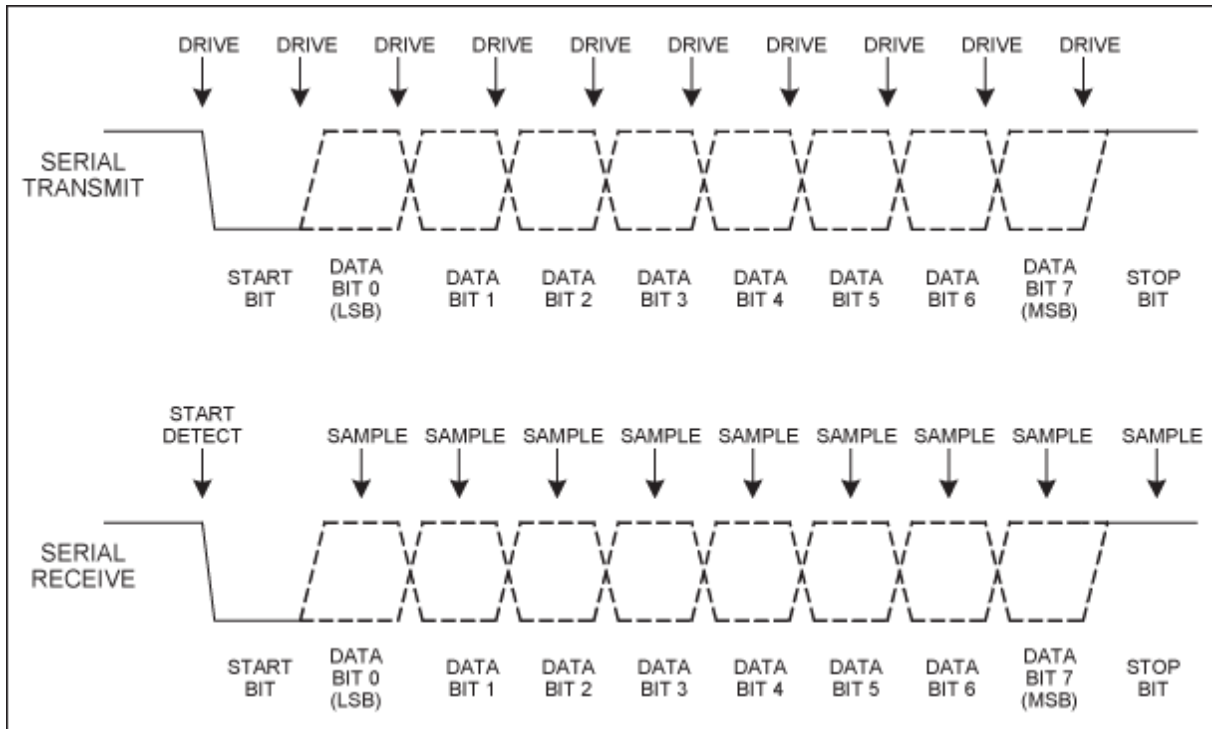 DRIVE DRIVE DRIVE DRIVE DRIVE DRIVE DRIVE DRIVE DRIVE DRIVE
SERIAL
TRANSMIT
START
BIT
DATA
BIT 0
(LSB)
DATA
BIT 1
DATA
BIT 2
DATA
BIT 3
DATA
BIT 4
DATA
BIT 5
DATA
BIT 6
DATA
BIT 7
(MSB)
STOP
BIT
START
DETECT
SAMPLE SAMPLE SAMPLE SAMPLE SAMPLE SAMPLE SAMPLE SAMPLE SAMPLE
SERIAL
RECEIVE
START
BIT
DATA
BIT 0
(LSB)
DATA
BIT 1
DATA
BIT 2
DATA
BIT 3
DATA
BIT 4
DATA
BIT 5
DATA
BIT 6
DATA
BIT 7
(MSB)
STOP
BIT